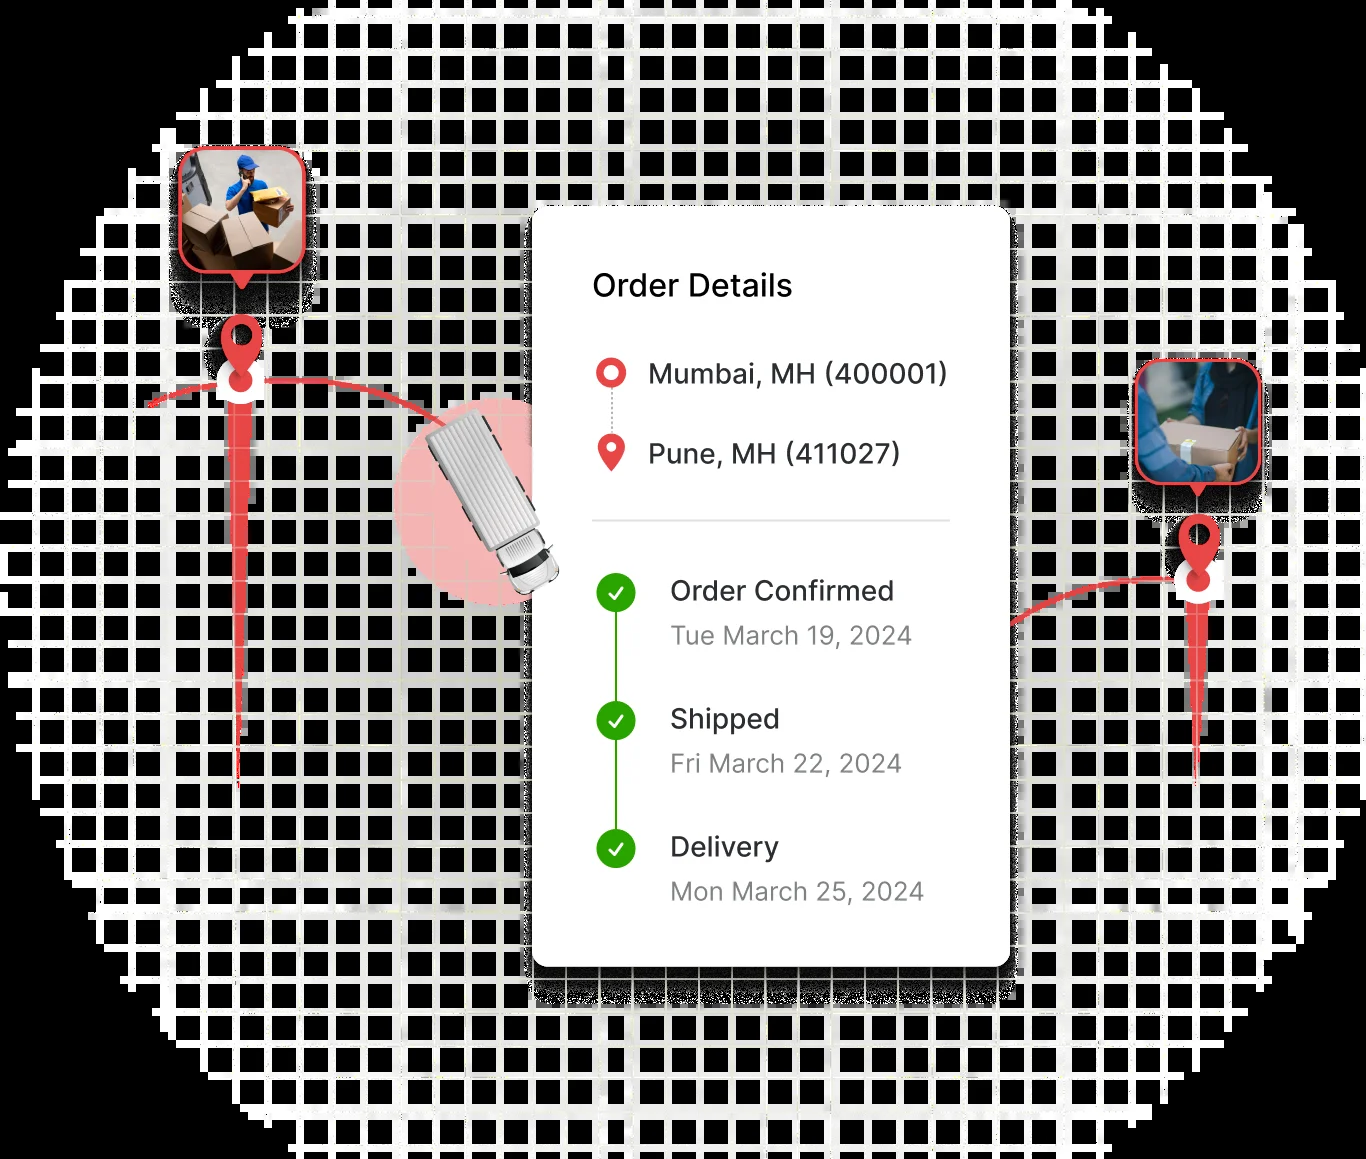 Order Details
Mumbai, MH (400001)
Pune, MH (411027)
Order Confirmed
Tue March 19, 2024
Shipped
Fri March 22, 2024
Delivery
Mon March 25, 2024